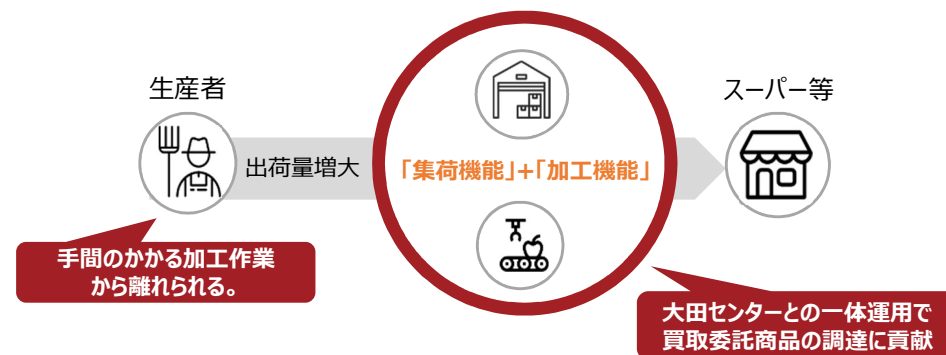 生産者
スーパー等
出荷量増大
「集荷機能」+「加工機能」
手間のかかる加工作業
から離れられる。
大田センターとの一体運用で
買取委託商品の調達に貢献